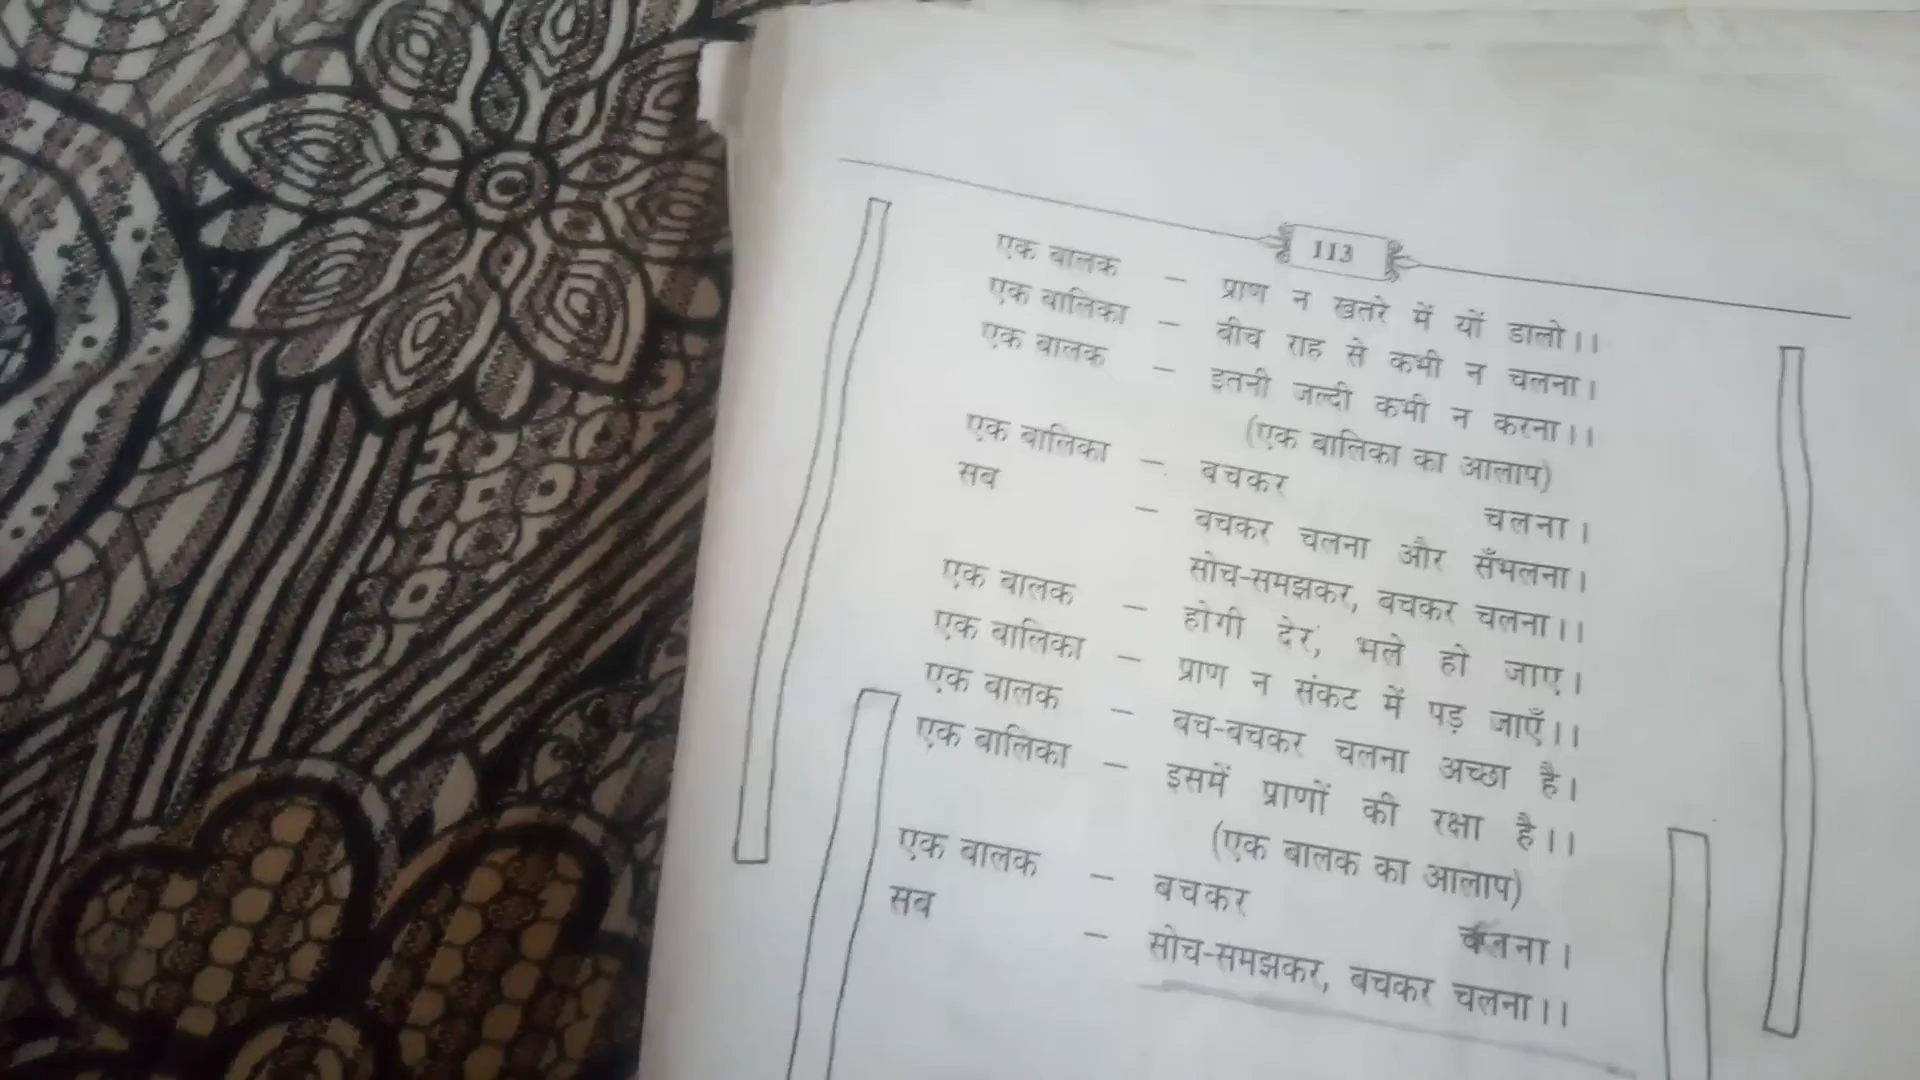 113
एक बालक – प्राण न खतरे में यों डालो।।
एक बालिका – बीच राह से कभी न चलना।
एक बालक – इतनी जल्दी कभी न करना।।
(एक बालिका का आलाप)
एक बालिका – बचकर चलना।
सब – बचकर चलना और सँभलना।
सोच-समझकर, बचकर चलना।।
एक बालक – होगी देर, भले हो जाए।
एक बालिका – प्राण न संकट में पड़ जाएँ।।
एक बालक – बच-बचकर चलना अच्छा है।
एक बालिका – इसमें प्राणों की रक्षा है।।
(एक बालक का आलाप)
एक बालक – बचकर चलना।
सब – सोच-समझकर, बचकर चलना।।